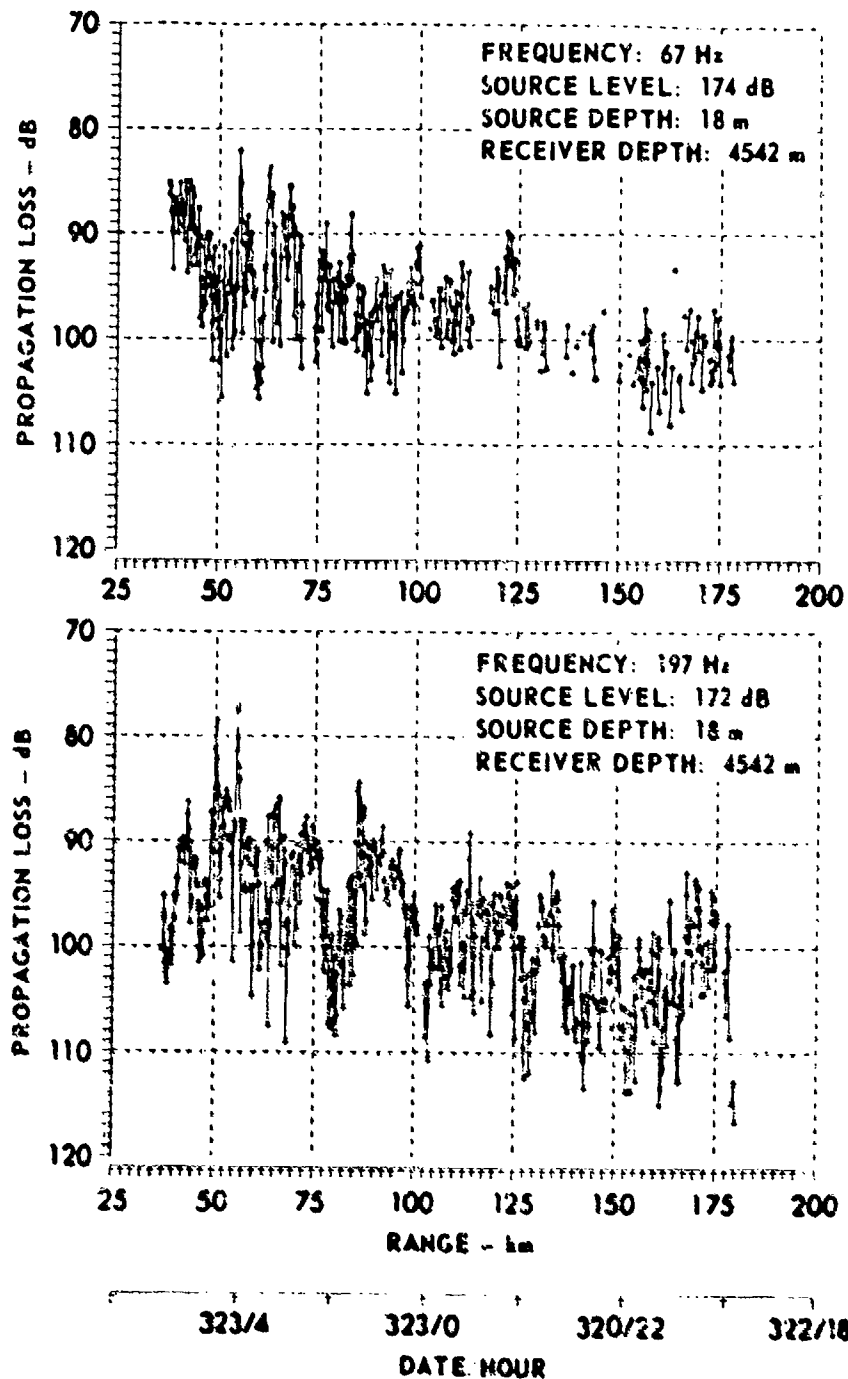 70
80
90
100
110
120
PROPAGATION LOSS – dB
FREQUENCY: 67 Hz
SOURCE LEVEL: 174 dB
SOURCE DEPTH: 18 m
RECEIVER DEPTH: 4542 m
25 50 75 100 125 150 175 200
70
80
90
100
110
120
PROPAGATION LOSS – dB
FREQUENCY: 197 Hz
SOURCE LEVEL: 172 dB
SOURCE DEPTH: 18 m
RECEIVER DEPTH: 4542 m
25 50 75 100 125 150 175 200
RANGE – km
323/4 323/0 320/22 322/18
DATE/HOUR